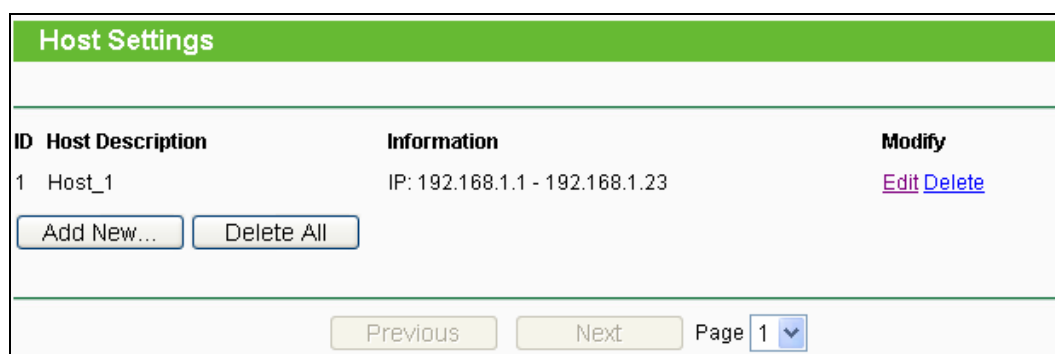 Host Settings
ID Host Description Information Modify
1 Host_1 IP: 192.168.1.1 - 192.168.1.23 Edit Delete
Add New... Delete All
Previous Next Page 1